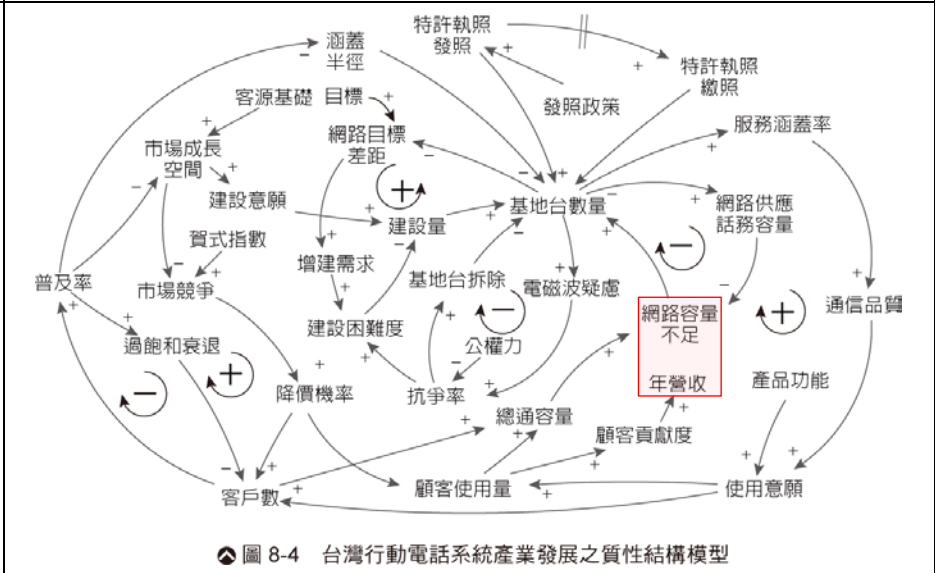 特許執照
發照
涵蓋
半徑
特許執照
繳照
客源基礎
目標
發照政策
服務涵蓋率
網路目標
差距
市場成長
空間
建設意願
基地台數量
網路供應
話務容量
建設量
賀式指數
增建需求
基地台拆除
電磁波疑慮
普及率
市場競爭
通信品質
網路容量
不足
建設困難度
過飽和衰退
公權力
年營收
產品功能
降價機率
抗爭率
總通容量
顧客貢獻度
客戶數
顧客使用量
使用意願
圖 8-4 台灣行動電話系統產業發展之質性結構模型